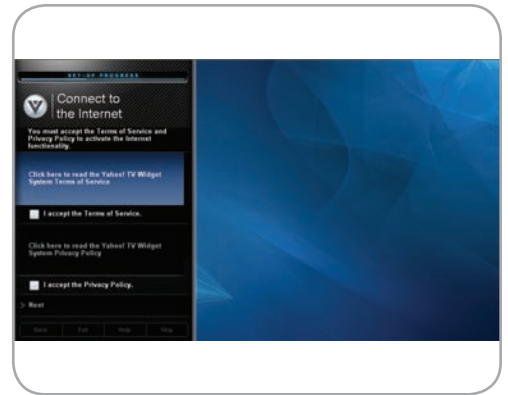 SET-UP PROGRESS
Connect to
the Internet
You must accept the Terms of Service and
Privacy Policy to activate the Internet
functionality.
Click here to read the Yahoo! TV Widget
System Terms of Service
I accept the Terms of Service.
Click here to read the Yahoo! TV Widget
System Privacy Policy
I accept the Privacy Policy.
> Next
Back Exit Help Skip